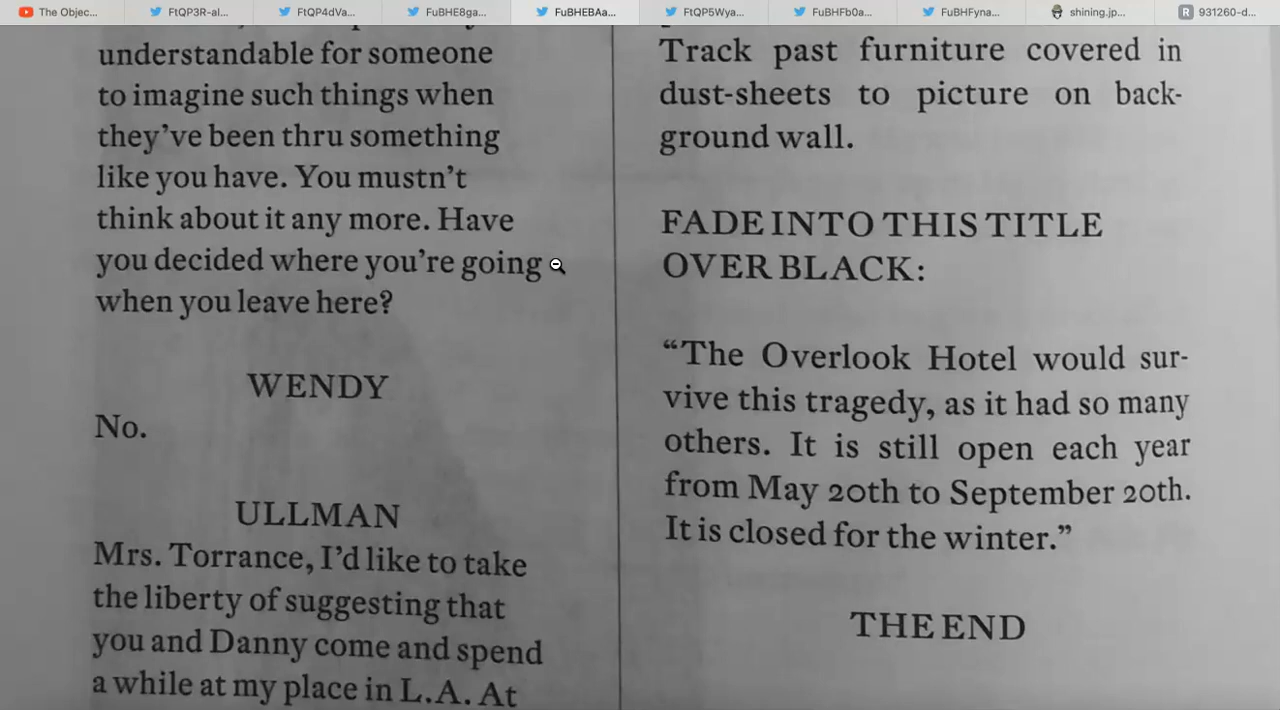 The Objec...
FtQP3R-al...
FtQP4dVa...
FuBHE8ga...
FuBHEBAa...
FtQP5Wya...
FuBHFb0a...
FuBHFyna...
shining.jp...
R 931260-d...
understandable for someone
to imagine such things when
they've been thru something
like you have. You mustn't
think about it any more. Have
you decided where you're going
when you leave here?
WENDY
No.
ULLMAN
Mrs. Torrance, I'd like to take
the liberty of suggesting that
you and Danny come and spend
a while at my place in L.A. At
Track past furniture covered in
dust-sheets to picture on back-
ground wall.
FADE INTO THIS TITLE
OVER BLACK:
“The Overlook Hotel would sur-
vive this tragedy, as it had so many
others. It is still open each year
from May 20th to September 20th.
It is closed for the winter.”
THE END